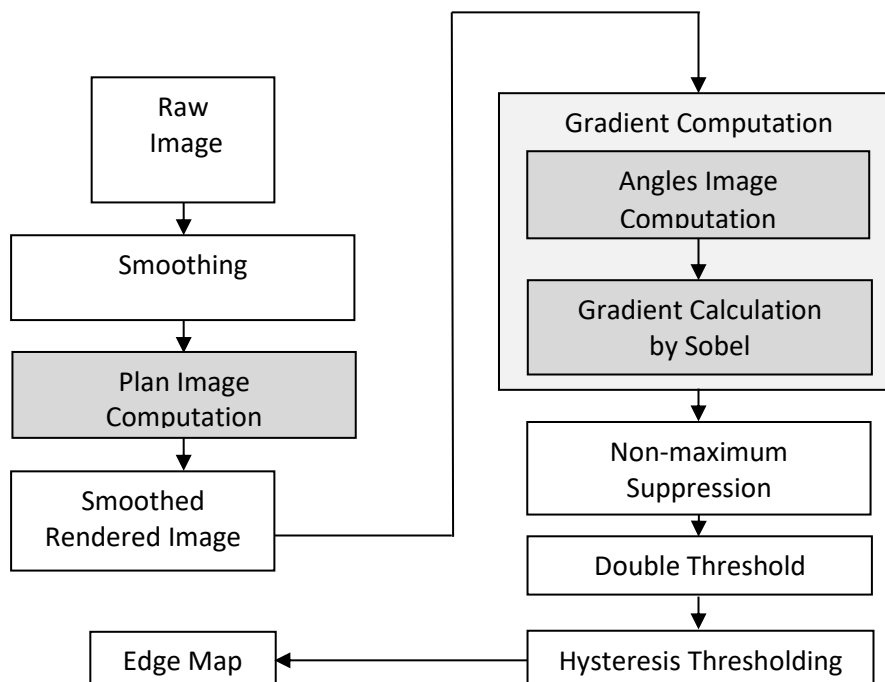 Raw
Image
Smoothing
Plan Image
Computation
Smoothed
Rendered Image
Gradient Computation
Angles Image
Computation
Gradient Calculation
by Sobel
Non-maximum
Suppression
Double Threshold
Hysteresis Thresholding
Edge Map